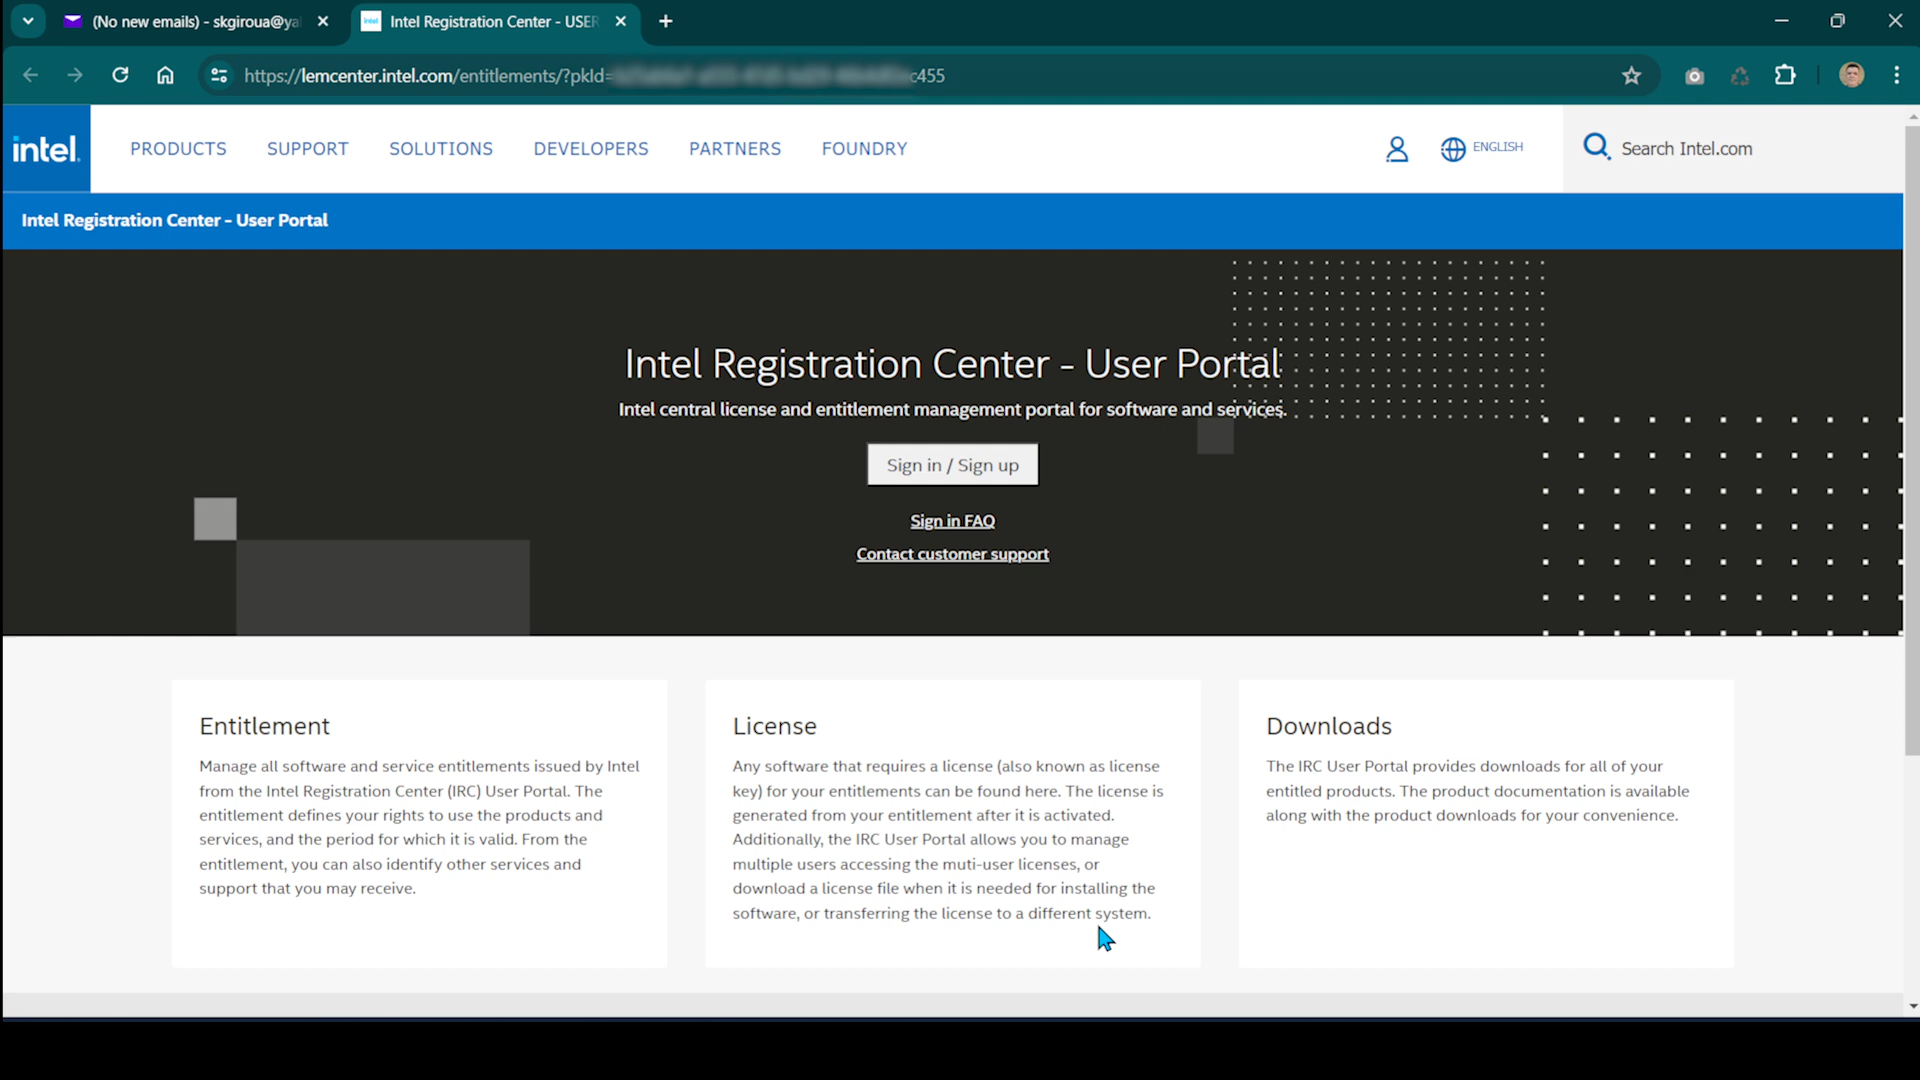 (No new emails) - skgiroua@ya
Intel Registration Center - USER
https://lemcenter.intel.com/entitlements/?pkId= c455
intel.
PRODUCTS
SUPPORT
SOLUTIONS
DEVELOPERS
PARTNERS
FOUNDRY
ENGLISH
Search Intel.com
Intel Registration Center - User Portal
Intel Registration Center - User Portal
Intel central license and entitlement management portal for software and services.
Sign in / Sign up
Sign in FAQ
Contact customer support
Entitlement
Manage all software and service entitlements issued by Intel
from the Intel Registration Center (IRC) User Portal. The
entitlement defines your rights to use the products and
services, and the period for which it is valid. From the
entitlement, you can also identify other services and
support that you may receive.
License
Any software that requires a license (also known as license
key) for your entitlements can be found here. The license is
generated from your entitlement after it is activated.
Additionally, the IRC User Portal allows you to manage
multiple users accessing the muti-user licenses, or
download a license file when it is needed for installing the
software, or transferring the license to a different system.
Downloads
The IRC User Portal provides downloads for all of your
entitled products. The product documentation is available
along with the product downloads for your convenience.